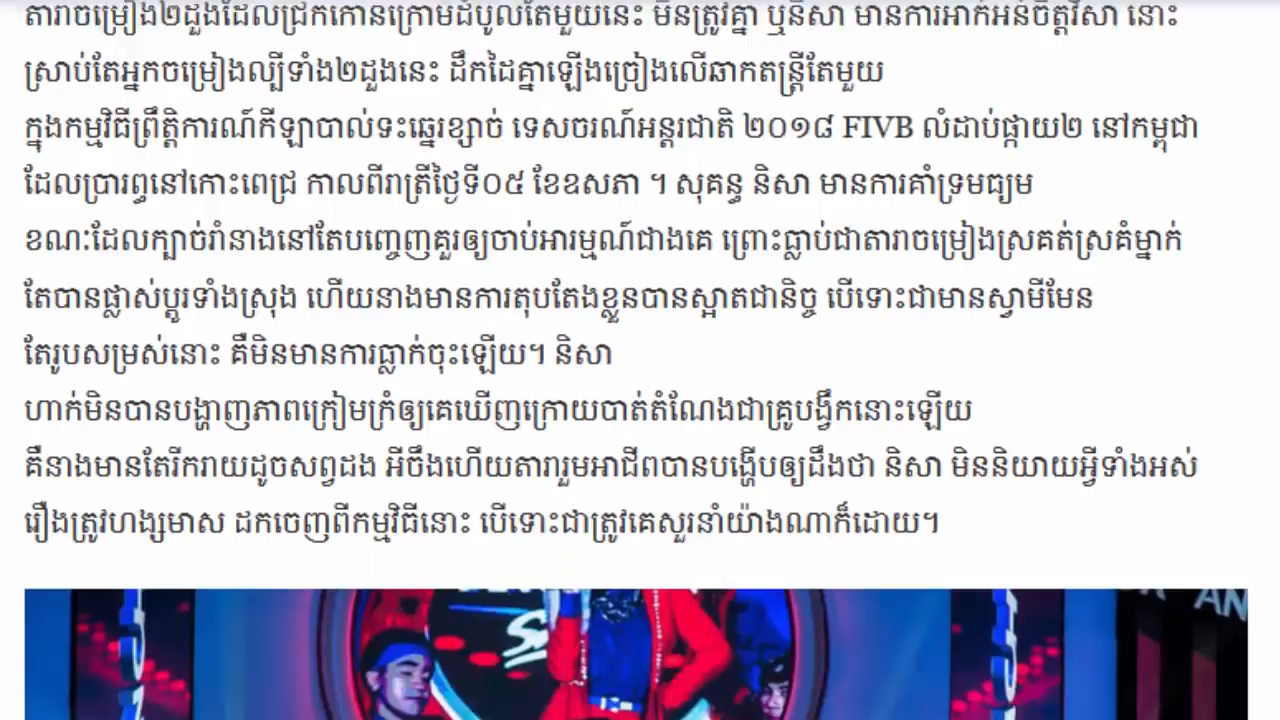 តារាចម្រៀង២ដួងដែលជ្រកកោនក្រោមដំបូលតែមួយនេះ មិនត្រូវគ្នា ឬនិសា មានការអាក់អន់ចិត្តវីសា នោះ
ស្រាប់តែអ្នកចម្រៀងល្បីទាំង២ដួងនេះ ដឹកដៃគ្នាឡើងច្រៀងលើឆាកតន្ត្រីតែមួយ
ក្នុងកម្មវិធីព្រឹត្តិការណ៍កីឡាបាល់ទះឆ្នេរខ្សាច់ ទេសចរណ៍អន្តរជាតិ ២០១៨ FIVB លំដាប់ផ្កាយ២ នៅកម្ពុជា
ដែលប្រារព្ធនៅកោះពេជ្រ កាលពីរាត្រីថ្ងៃទី០៥ ខែឧសភា ។ សុគន្ធ និសា មានការគាំទ្រមធ្យម
ខណៈដែលក្បាច់រាំនាងនៅតែបញ្ចេញគួរឲ្យចាប់អារម្មណ៍ជាងគេ ព្រោះធ្លាប់ជាតារាចម្រៀងស្រគត់ស្រគំម្នាក់
តែបានផ្លាស់ប្តូរទាំងស្រុង ហើយនាងមានការតុបតែងខ្លួនបានស្អាតជានិច្ច បើទោះជាមានស្វាមីមែន
តែរូបសម្រស់នោះ គឺមិនមានការធ្លាក់ចុះឡើយ។ និសា
ហាក់មិនបានបង្ហាញភាពក្រៀមក្រំឲ្យគេឃើញក្រោយបាត់តំណែងជាគ្រូបង្វឹកនោះឡើយ
គឺនាងមានតែរីករាយដូចសព្វដង អីចឹងហើយតារារួមអាជីពបានបង្ហើបឲ្យដឹងថា និសា មិននិយាយអ្វីទាំងអស់
រឿងត្រូវហង្សមាស ដកចេញពីកម្មវិធីនោះ បើទោះជាត្រូវគេសួរនាំយ៉ាងណាក៏ដោយ។